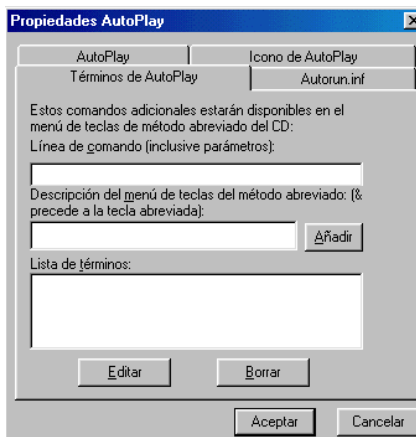 Propiedades AutoPlay
AutoPlay
Icono de AutoPlay
Términos de AutoPlay
Autorun.inf
Estos comandos adicionales estarán disponibles en el
menú de teclas de método abreviado del CD:
Línea de comando (inclusive parámetros):
Descripción del menú de teclas del método abreviado: (&
precede a la tecla abreviada):
Añadir
Lista de términos:
Editar
Borrar
Aceptar
Cancelar